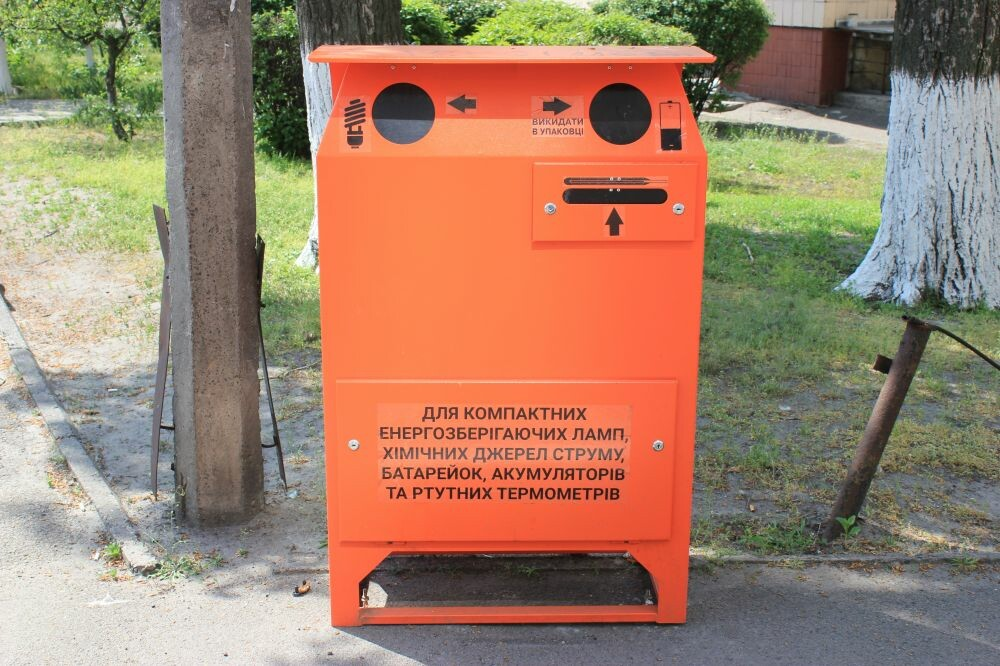 ВИКИДАТИ
В УПАКОВЦІ
ДЛЯ КОМПАКТНИХ
ЕНЕРГОЗБЕРІГАЮЧИХ ЛАМП,
ХІМІЧНИХ ДЖЕРЕЛ СТРУМУ,
БАТАРЕЙОК, АКУМУЛЯТОРІВ
ТА РТУТНИХ ТЕРМОМЕТРІВ